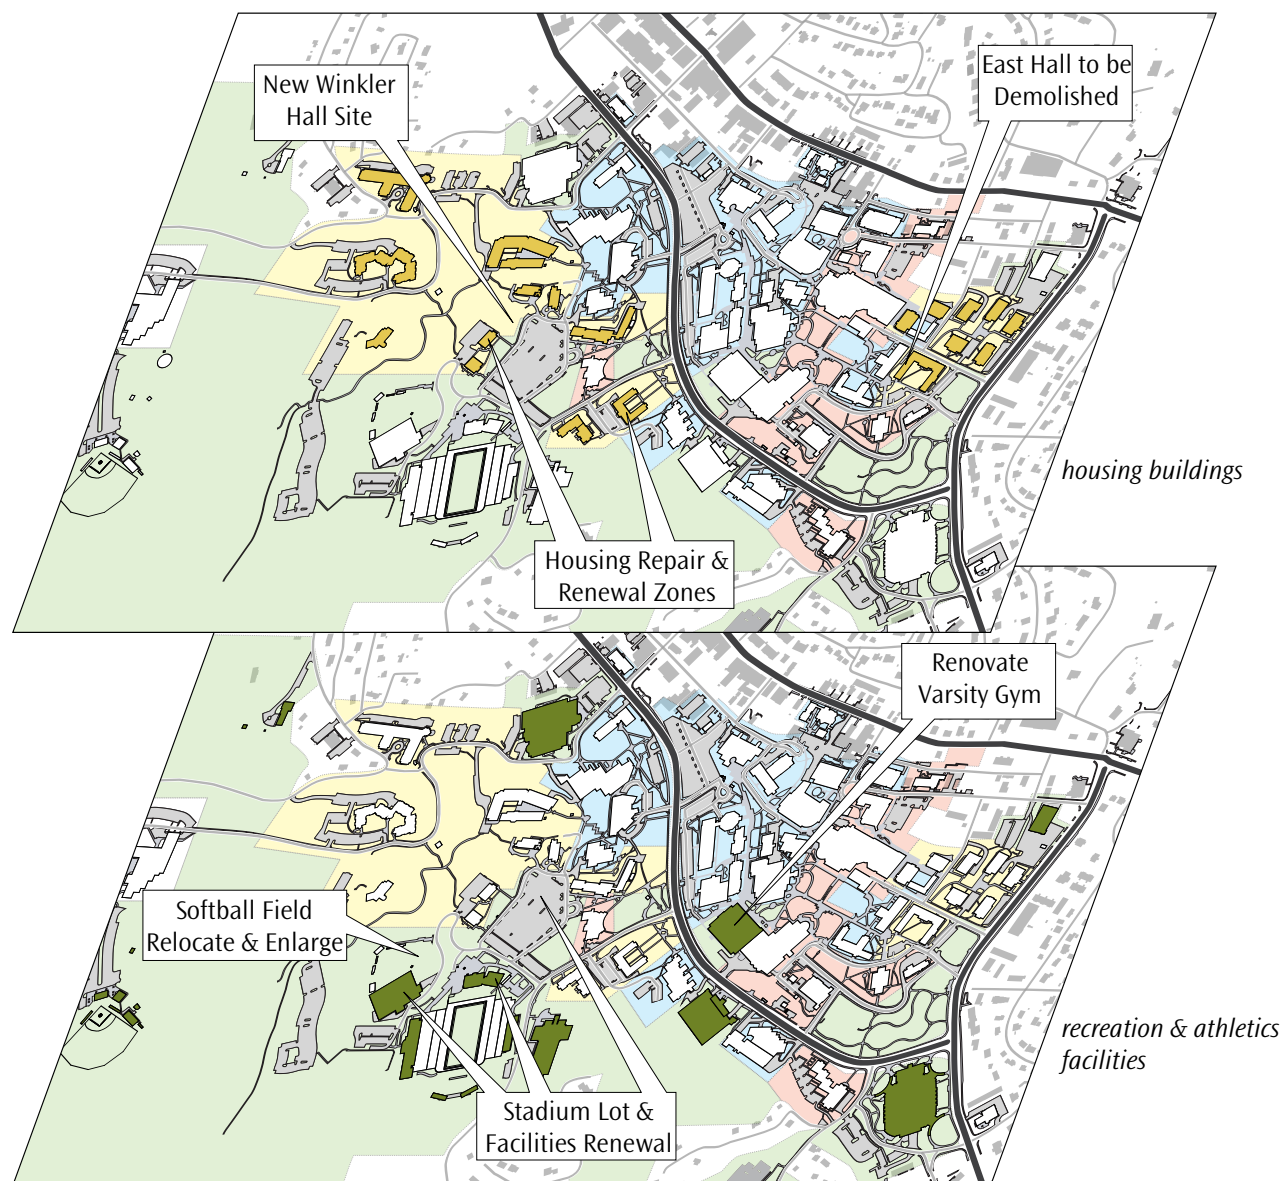 New Winkler
Hall Site
East Hall to be
Demolished
housing buildings
Housing Repair &
Renewal Zones
Renovate
Varsity Gym
Softball Field
Relocate & Enlarge
recreation & athletics
facilities
Stadium Lot &
Facilities Renewal